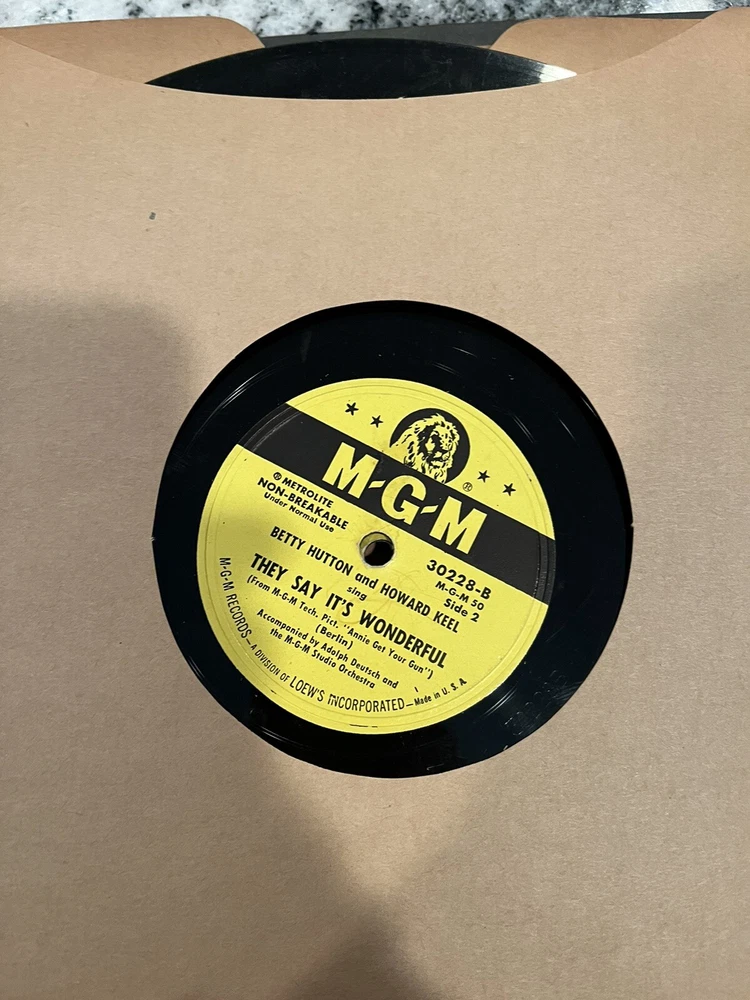 M-G-M
® METROLITE
NON-BREAKABLE
Under Normal Use
30228-B
M-G-M 50
Side 2
BETTY HUTTON and HOWARD KEEL
sing
THEY SAY IT'S WONDERFUL
(From M-G-M Tech. Pict. "Annie Get Your Gun")
(Berlin)
Accompanied by Adolph Deutsch and
the M-G-M Studio Orchestra
M-G-M RECORDS—A DIVISION OF LOEW'S INCORPORATED—Made in U. S. A.